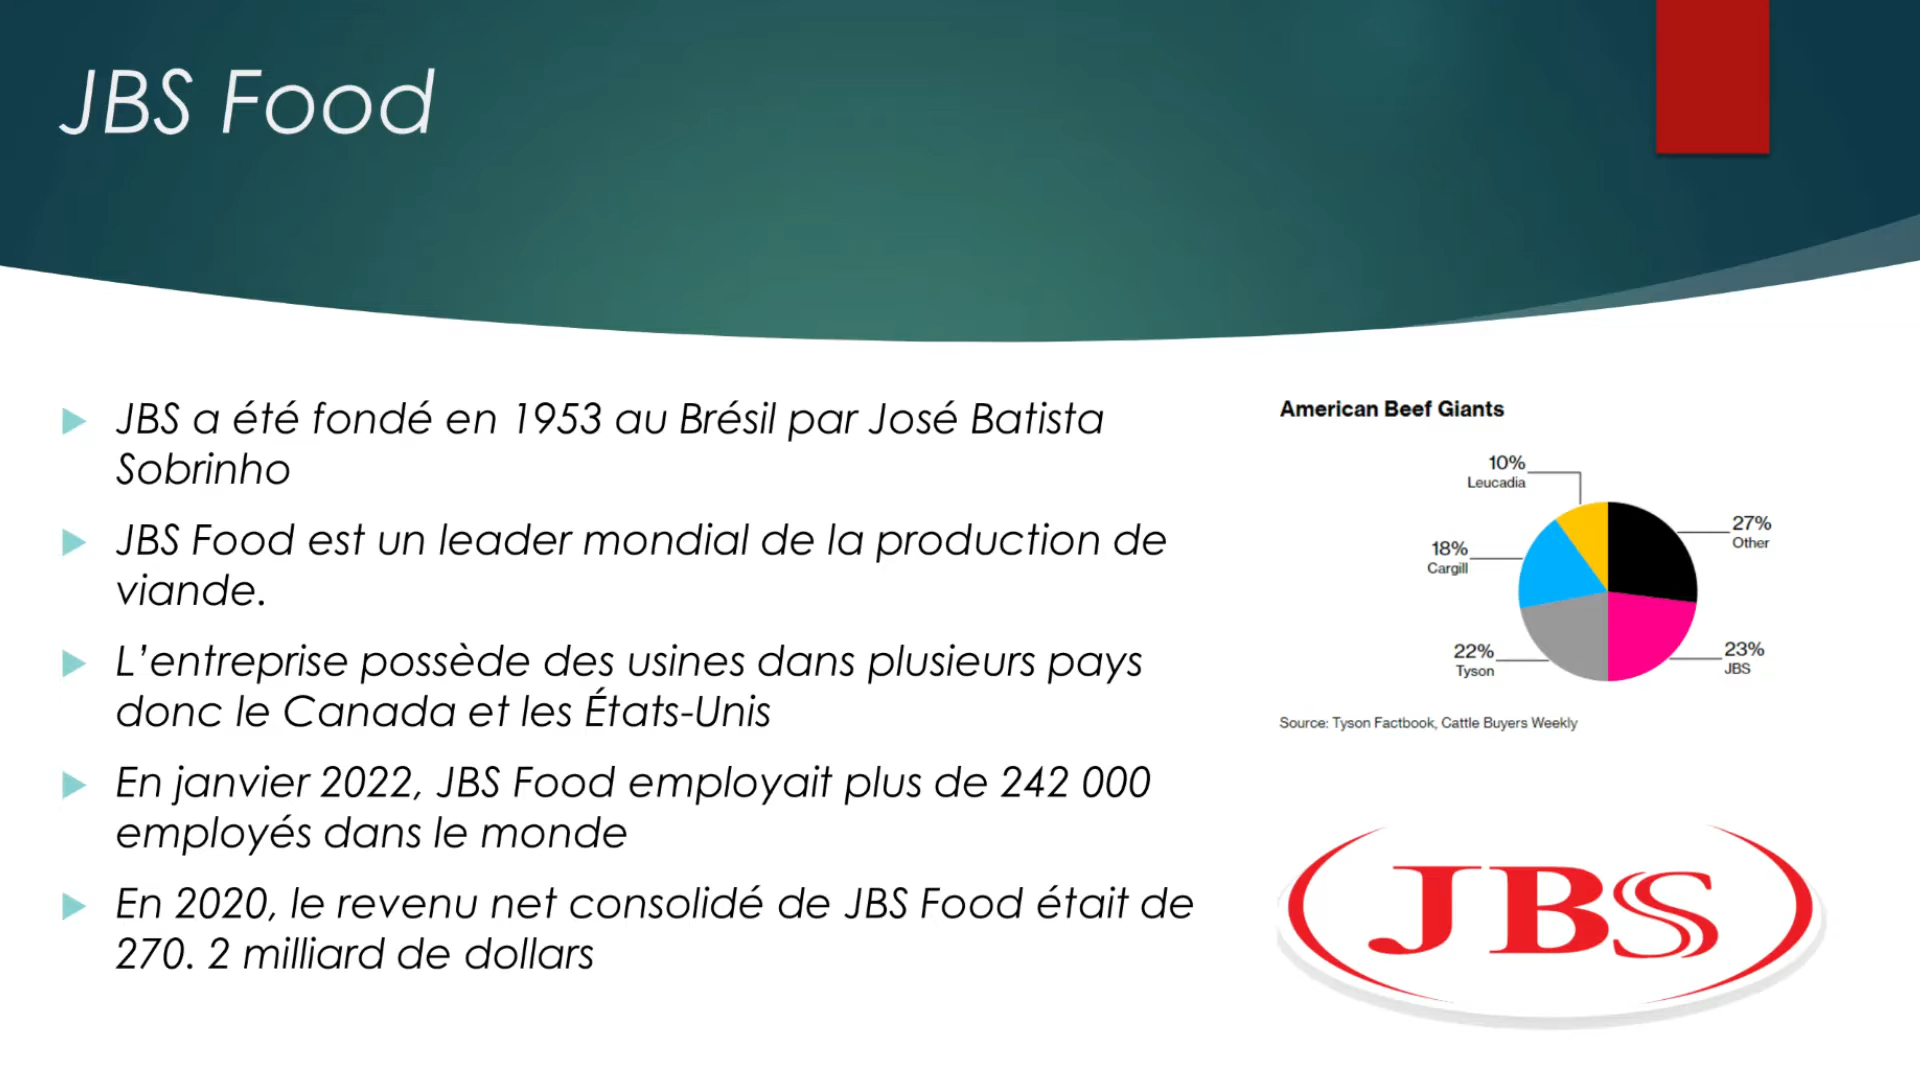 JBS Food
JBS a été fondé en 1953 au Brésil par José Batista
Sobrinho
JBS Food est un leader mondial de la production de
viande.
L’entreprise possède des usines dans plusieurs pays
donc le Canada et les États-Unis
En janvier 2022, JBS Food employait plus de 242 000
employés dans le monde
En 2020, le revenu net consolidé de JBS Food était de
270. 2 milliard de dollars
American Beef Giants
10%
Leucadia
27%
Other
18%
Cargill
22%
Tyson
23%
JBS
Source: Tyson Factbook, Cattle Buyers Weekly
JBS